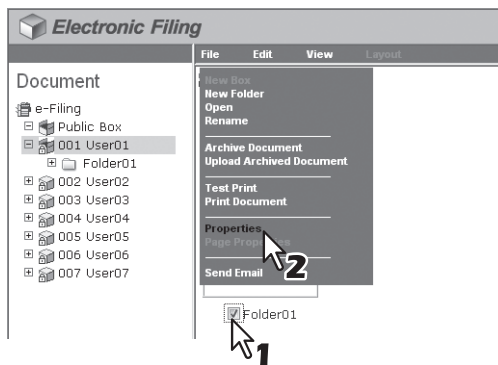 Electronic Filing
File Edit View Layout
Document
e-Filing
Public Box
001 User01
Folder01
002 User02
003 User03
004 User04
005 User05
006 User06
007 User07
New Box
New Folder
Open
Rename
Archive Document
Upload Archived Document
Test Print
Print Document
Properties
Page Properties
Send Email
2
Folder01
1